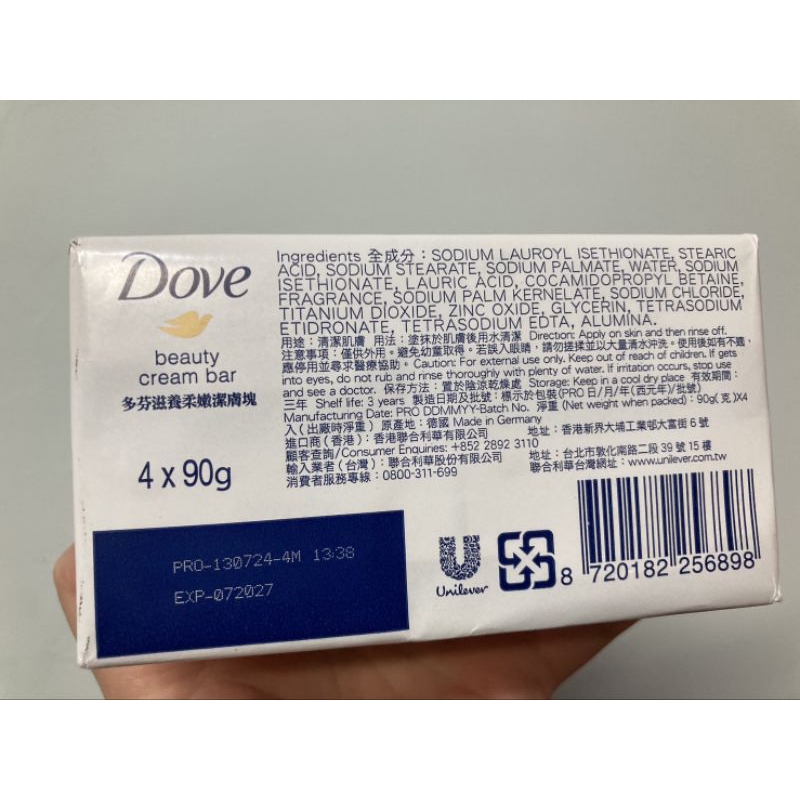 Dove
beauty
cream bar
多芬滋養柔嫩潔膚塊
4 x 90g
Ingredients 全成分：SODIUM LAUROYL ISETHIONATE, STEARIC
ACID, SODIUM STEARATE, SODIUM PALMATE, WATER, SODIUM
ISETHIONATE, LAURIC ACID, COCAMIDOPROPYL BETAINE,
FRAGRANCE, SODIUM PALM KERNELATE, SODIUM CHLORIDE,
TITANIUM DIOXIDE, ZINC OXIDE, GLYCERIN, TETRASODIUM
ETIDRONATE, TETRASODIUM EDTA, ALUMINA.
用途：清潔肌膚 用法：塗抹於肌膚後用水清潔 Direction: Apply on skin and then rinse off.
注意事項：僅供外用。避免幼童取得。若誤入眼睛，請勿搓揉並以大量清水沖洗。使用後如有不適，
應停用並尋求醫療協助。Caution: For external use only. Keep out of reach of children. If gets
into eyes, do not rub and rinse thoroughly with plenty of water. If irritation occurs, stop use
and see a doctor. 保存方法：置於陰涼乾燥處 Storage: Keep in a cool dry place 有效期間：
三年 Shelf life: 3 years 製造日期及批號：標示於包裝(PRO 日/月/年(西元年)/批號)
Manufacturing Date: PRO DDMMYY-Batch No. 淨重 (Net weight when packed)：90g(克)X4
入（出廠時淨重）原產地：德國 Made in Germany
進口商（香港）：香港聯合利華有限公司 地址：香港新界大埔工業邨大富街 6 號
顧客查詢/Consumer Enquiries: +852 2892 3110
輸入業者（台灣）：聯合利華股份有限公司 地址：台北市敦化南路二段 39 號 15 樓
消費者服務專線：0800-311-699 聯合利華台灣網址：www.unilever.com.tw
PRO-130724-4M 13:38
EXP-072027
Unilever
8 720182 256898